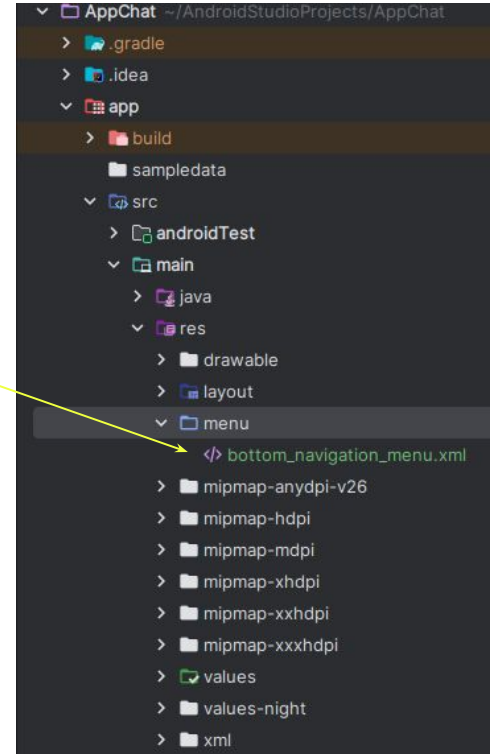 AppChat ~/AndroidStudioProjects/AppChat
.gradle
.idea
app
build
sampledata
src
androidTest
main
java
res
drawable
layout
menu
</> bottom_navigation_menu.xml
mipmap-anydpi-v26
mipmap-hdpi
mipmap-mdpi
mipmap-xhdpi
mipmap-xxhdpi
mipmap-xxxhdpi
values
values-night
xml